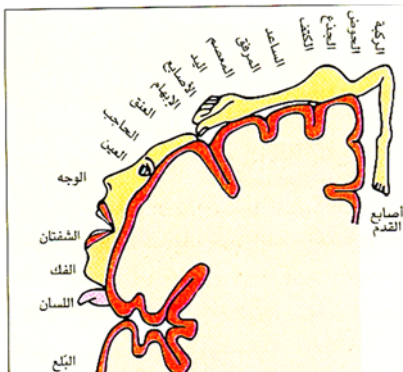 الركبة
الحوض
الجذع
الكتف
الساعد
المرفق
المعصم
اليد
الأصابع
الإبهام
العنق
الحاجب
العين
الوجه
الشفتان
الفك
اللسان
البلع
أصابع
القدم